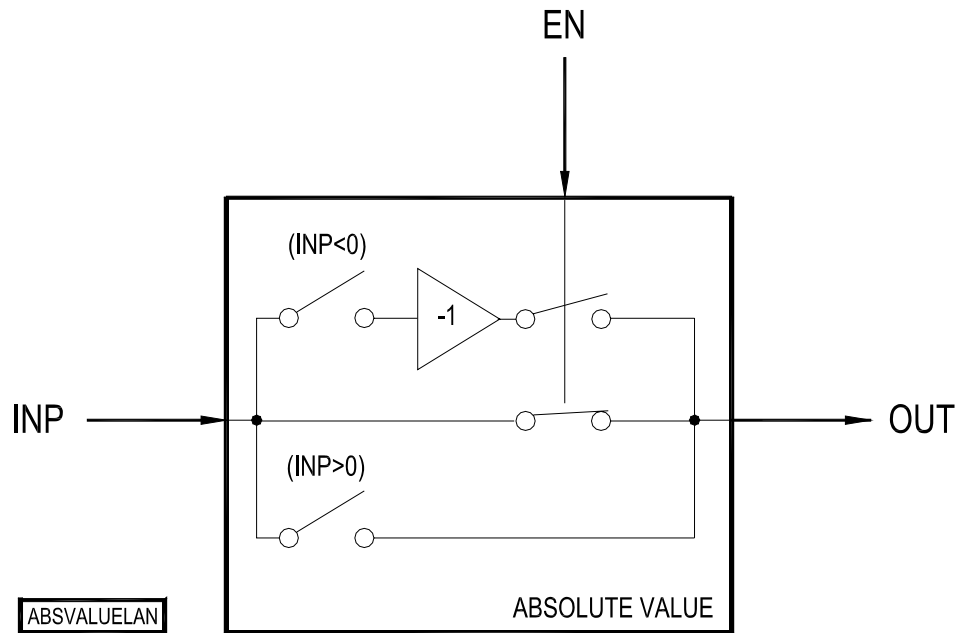 EN
(INP<0)
-1
INP
OUT
(INP>0)
ABSVALUELAN
ABSOLUTE VALUE